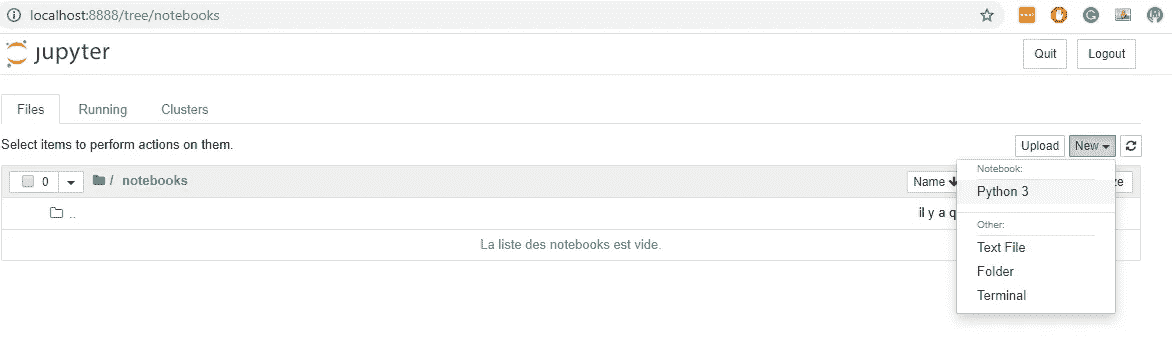 localhost:8888/tree/notebooks
jupyter
Quit
Logout
Files
Running
Clusters
Select items to perform actions on them.
Upload
New
0
/ notebooks
Name
Notebook:
Python 3
..
il y a q
Other:
La liste des notebooks est vide.
Text File
Folder
Terminal